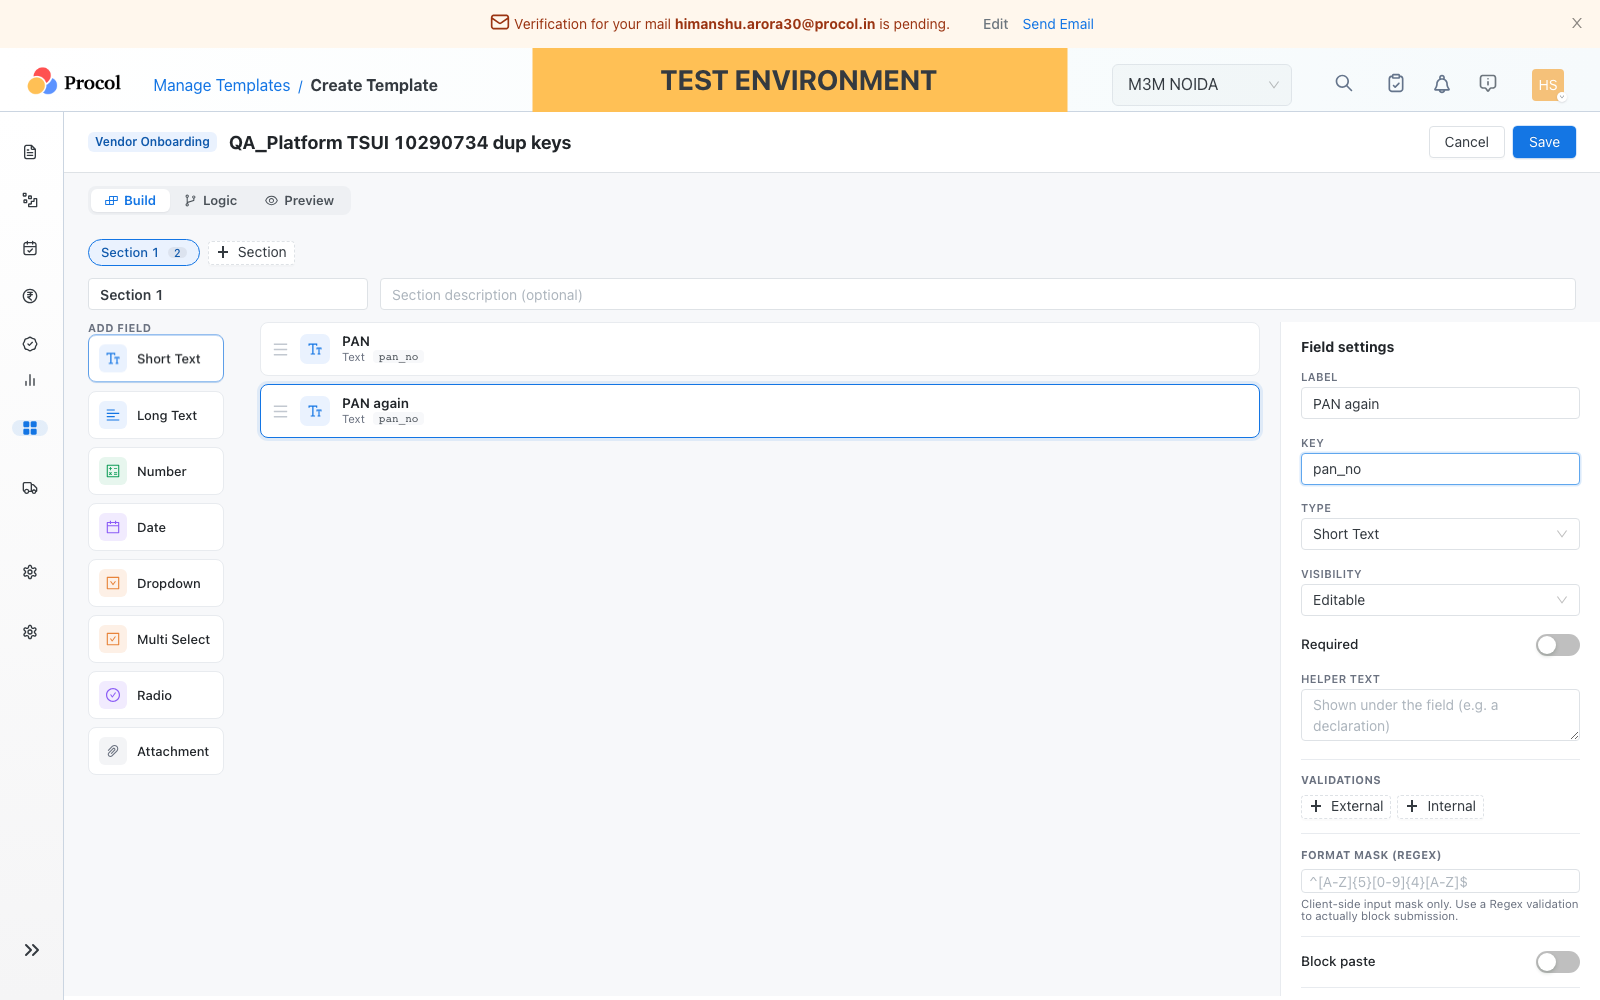 Verification for your mail himanshu.arora30@procol.in is pending. Edit Send Email
Procol
Manage Templates / Create Template
TEST ENVIRONMENT
M3M NOIDA
HS
Vendor Onboarding
QA_Platform TSUI 10290734 dup keys
Cancel
Save
Build
Logic
Preview
Section 1 2
+ Section
Section 1
Section description (optional)
ADD FIELD
Short Text
Long Text
Number
Date
Dropdown
Multi Select
Radio
Attachment
PAN
Text pan_no
PAN again
Text pan_no
Field settings
LABEL
PAN again
KEY
pan_no
TYPE
Short Text
VISIBILITY
Editable
Required
HELPER TEXT
Shown under the field (e.g. a
declaration)
VALIDATIONS
+ External
+ Internal
FORMAT MASK (REGEX)
^[A-Z]{5}[0-9]{4}[A-Z]$
Client-side input mask only. Use a Regex validation
to actually block submission.
Block paste